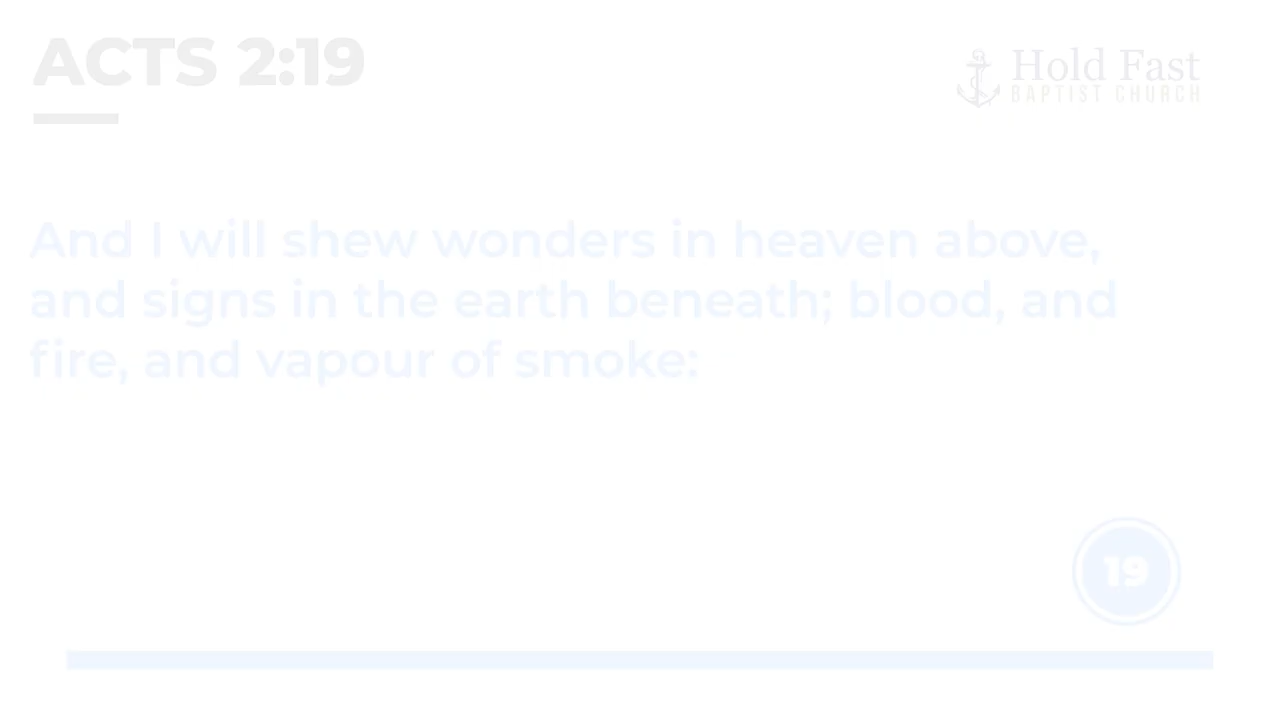 ACTS 2:19
Hold Fast
BAPTIST CHURCH
And I will shew wonders in heaven above,
and signs in the earth beneath; blood, and
fire, and vapour of smoke:
19